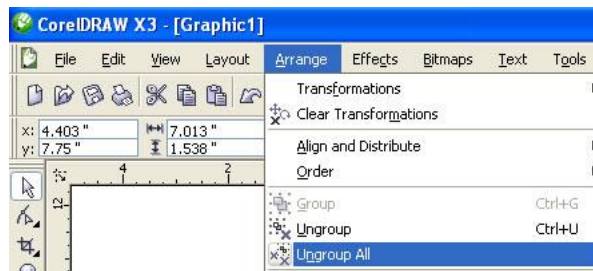 CorelDRAW X3 - [Graphic1]
File Edit View Layout Arrange Effects Bitmaps Text Tools
Transformations
Clear Transformations
x: 4.403 " 7.013 "
y: 7.75 " 1.538 "
Align and Distribute
Order
4 2
12
Group Ctrl+G
Ungroup Ctrl+U
Ungroup All